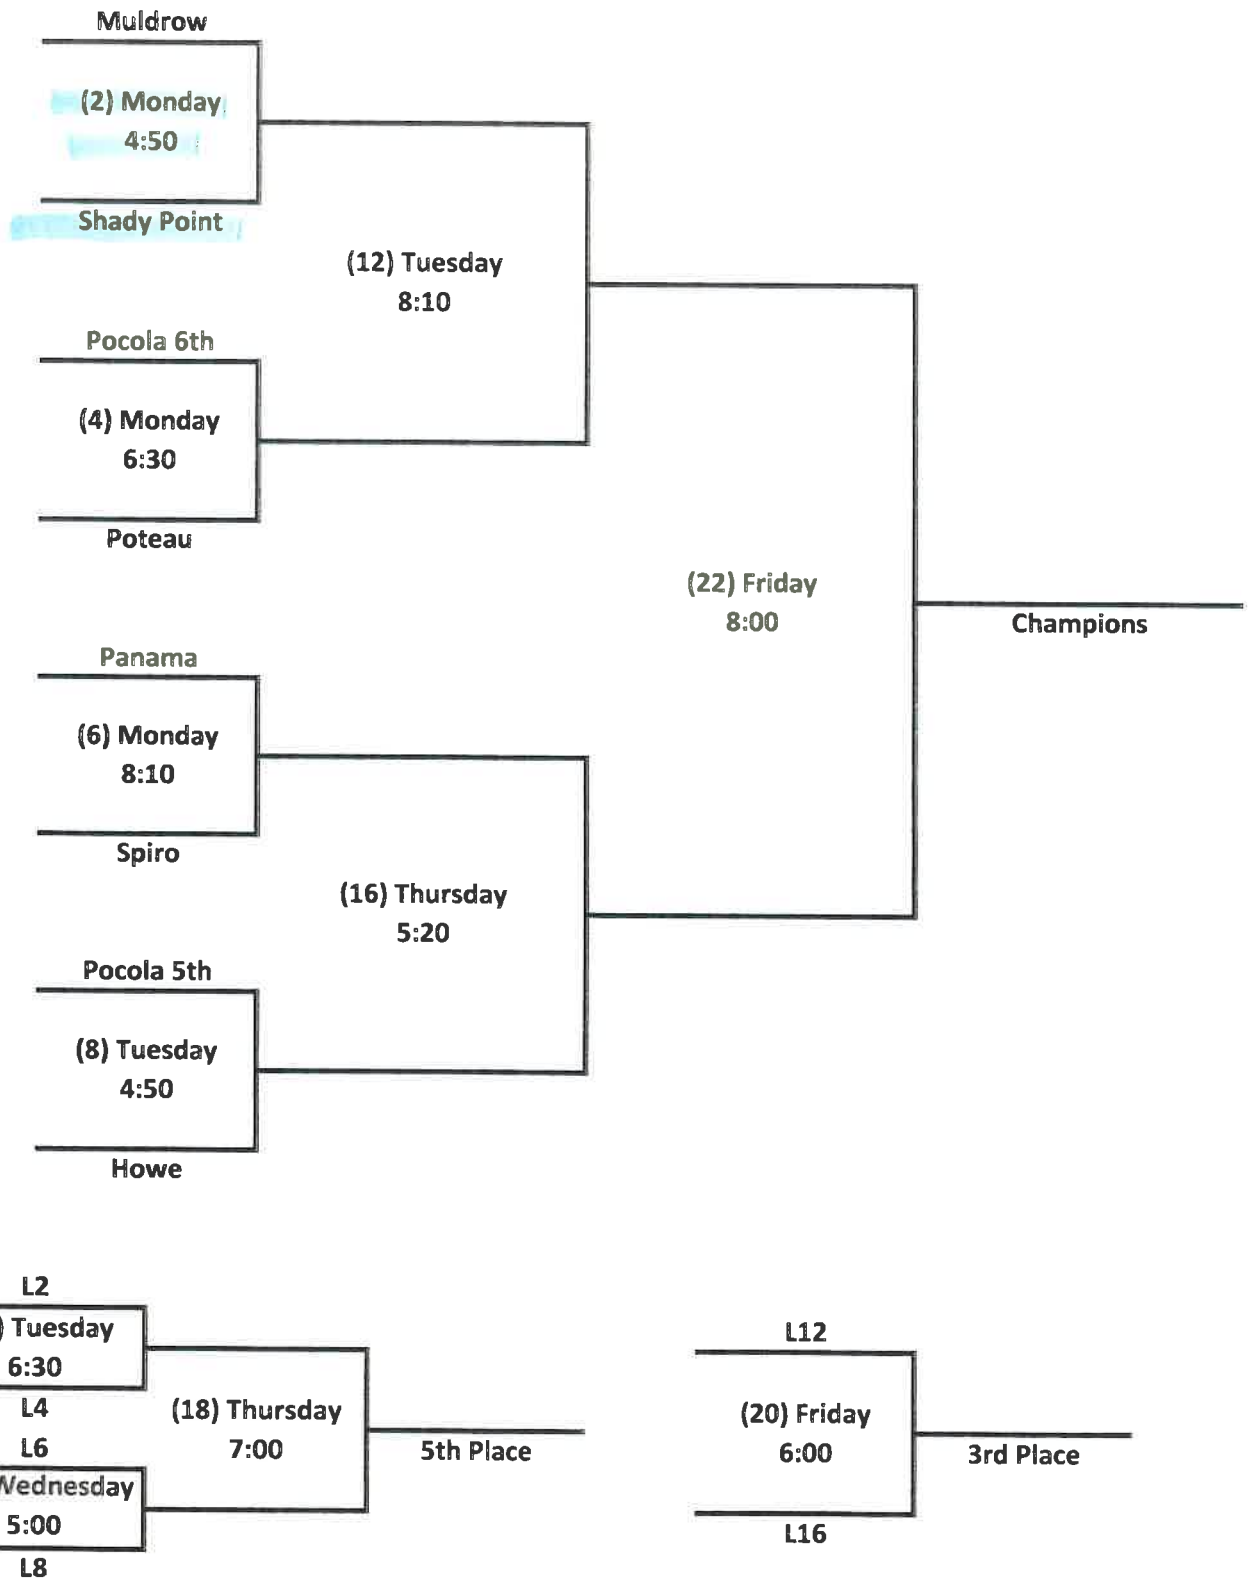 Muldrow
(2) Monday
4:50
Shady Point
(12) Tuesday
8:10
Pocola 6th
(4) Monday
6:30
Poteau
(22) Friday
8:00
Champions
Panama
(6) Monday
8:10
Spiro
(16) Thursday
5:20
Pocola 5th
(8) Tuesday
4:50
Howe
L2
) Tuesday
6:30
L4
(18) Thursday
7:00
5th Place
L6
Wednesday
5:00
L8
L12
(20) Friday
6:00
3rd Place
L16